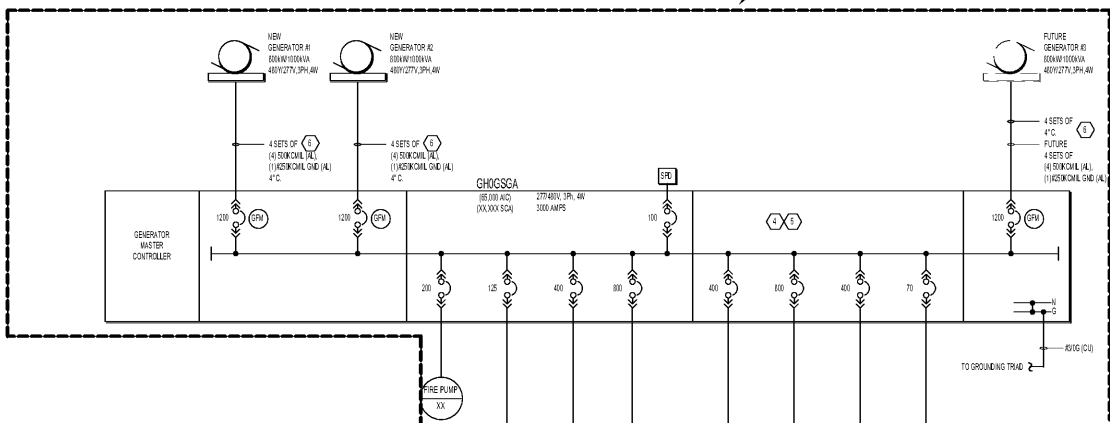 NEW
GENERATOR #1
800kW/1000kVA
480Y/277V,3PH,4W
NEW
GENERATOR #2
800kW/1000kVA
480Y/277V,3PH,4W
FUTURE
GENERATOR #3
800kW/1000kVA
480Y/277V,3PH,4W
4 SETS OF 6
(4) 500KCMIL (AL),
(1)#250KCMIL GND (AL)
4"C.
4 SETS OF 6
(4) 500KCMIL (AL),
(1)#250KCMIL GND (AL)
4"C.
4 SETS OF
4"C. 6
FUTURE
4 SETS OF
(4) 500KCMIL (AL),
(1)#250KCMIL GND (AL)
GENERATOR
MASTER
CONTROLLER
1200 GFM
1200 GFM
GH0GSGA
(65,000 AIC) 277/480V, 3Ph, 4W
(XX,XXX SCA) 3000 AMPS
SPD
100
4 5
1200 GFM
200 125 400 800 400 800 400 70
N
G
#3/0G (CU)
TO GROUNDING TRIAD
FIRE PUMP
XX